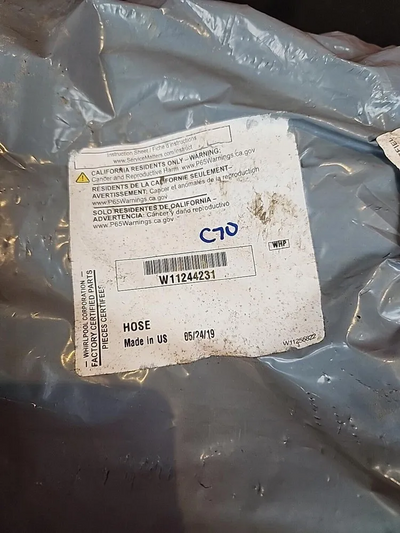 Instruction Sheet / Fiche d'instructions
www.ServiceMatters.com/instrict
CALIFORNIA RESIDENTS ONLY – WARNING:
Cancer and Reproductive Harm www.P65Warnings.ca.gov
RÉSIDENTS DE LA CALIFORNIE SEULEMENT –
AVERTISSEMENT: Cancer et anomalies de la reproduction
www.P65Warnings.ca.gov
SOLO RESIDENTES DE CALIFORNIA
ADVERTENCIA: Cáncer y daño reproductivo
www.P65Warnings.ca.gov
C70
WHP
W11244231
— WHIRLPOOL CORPORATION —
FACTORY CERTIFIED PARTS
PIECES CERTIFIEES
HOSE
Made in US 05/24/19
W11256822